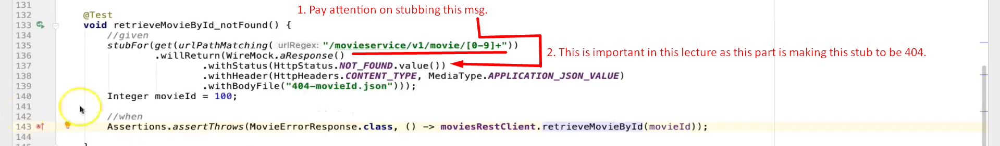 131
1. Pay attention on stubbing this msg.
132 @Test
133 void retrieveMovieById_notFound() {
134 //given
135 stubFor(get(urlPathMatching( urlRegex: "/movieservice/v1/movie/[0-9]+"))
136 .willReturn(WireMock.aResponse()
2. This is important in this lecture as this part is making this stub to be 404.
137 .withStatus(HttpStatus.NOT_FOUND.value())
138 .withHeader(HttpHeaders.CONTENT_TYPE, MediaType.APPLICATION_JSON_VALUE)
139 .withBodyFile("404-movieId.json")));
140 Integer movieId = 100;
141
142 //when
143 Assertions.assertThrows(MovieErrorResponse.class, () -> moviesRestClient.retrieveMovieById(movieId));
144